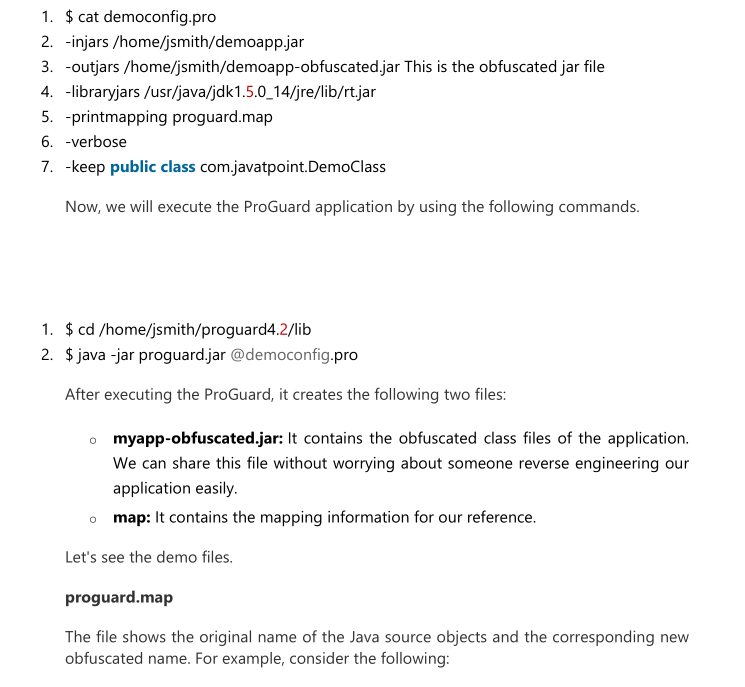 1. $ cat democonfig.pro
2. -injars /home/jsmith/demoapp.jar
3. -outjars /home/jsmith/demoapp-obfuscated.jar This is the obfuscated jar file
4. -libraryjars /usr/java/jdk1.5.0_14/jre/lib/rt.jar
5. -printmapping proguard.map
6. -verbose
7. -keep public class com.javatpoint.DemoClass
Now, we will execute the ProGuard application by using the following commands.
1. $ cd /home/jsmith/proguard4.2/lib
2. $ java -jar proguard.jar @democonfig.pro
After executing the ProGuard, it creates the following two files:
o myapp-obfuscated.jar: It contains the obfuscated class files of the application.
We can share this file without worrying about someone reverse engineering our
application easily.
o map: It contains the mapping information for our reference.
Let's see the demo files.
proguard.map
The file shows the original name of the Java source objects and the corresponding new
obfuscated name. For example, consider the following: